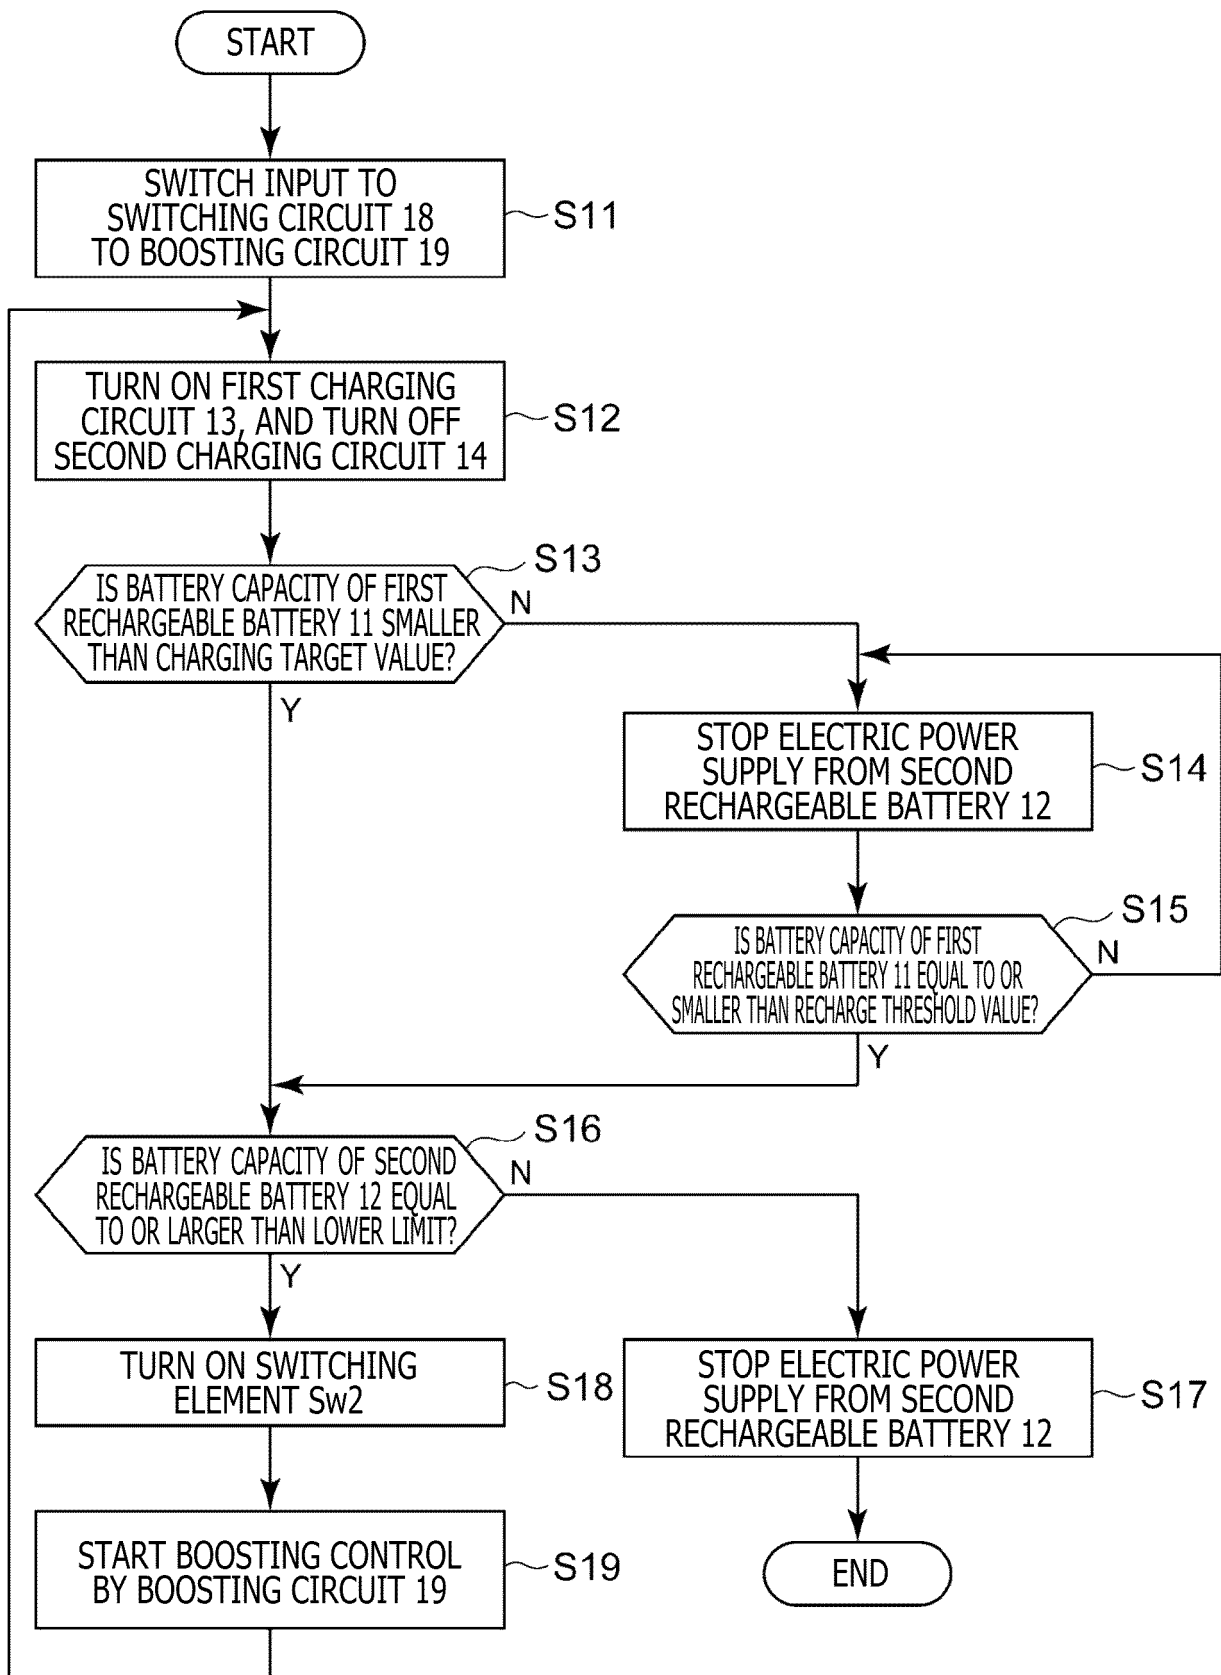 START
SWITCH INPUT TO
SWITCHING CIRCUIT 18
TO BOOSTING CIRCUIT 19
S11
TURN ON FIRST CHARGING
CIRCUIT 13, AND TURN OFF
SECOND CHARGING CIRCUIT 14
S12
IS BATTERY CAPACITY OF FIRST
RECHARGEABLE BATTERY 11 SMALLER
THAN CHARGING TARGET VALUE?
S13
N
Y
STOP ELECTRIC POWER
SUPPLY FROM SECOND
RECHARGEABLE BATTERY 12
S14
IS BATTERY CAPACITY OF FIRST
RECHARGEABLE BATTERY 11 EQUAL TO OR
SMALLER THAN RECHARGE THRESHOLD VALUE?
S15
N
Y
IS BATTERY CAPACITY OF SECOND
RECHARGEABLE BATTERY 12 EQUAL
TO OR LARGER THAN LOWER LIMIT?
S16
N
Y
TURN ON SWITCHING
ELEMENT Sw2
S18
STOP ELECTRIC POWER
SUPPLY FROM SECOND
RECHARGEABLE BATTERY 12
S17
START BOOSTING CONTROL
BY BOOSTING CIRCUIT 19
S19
END